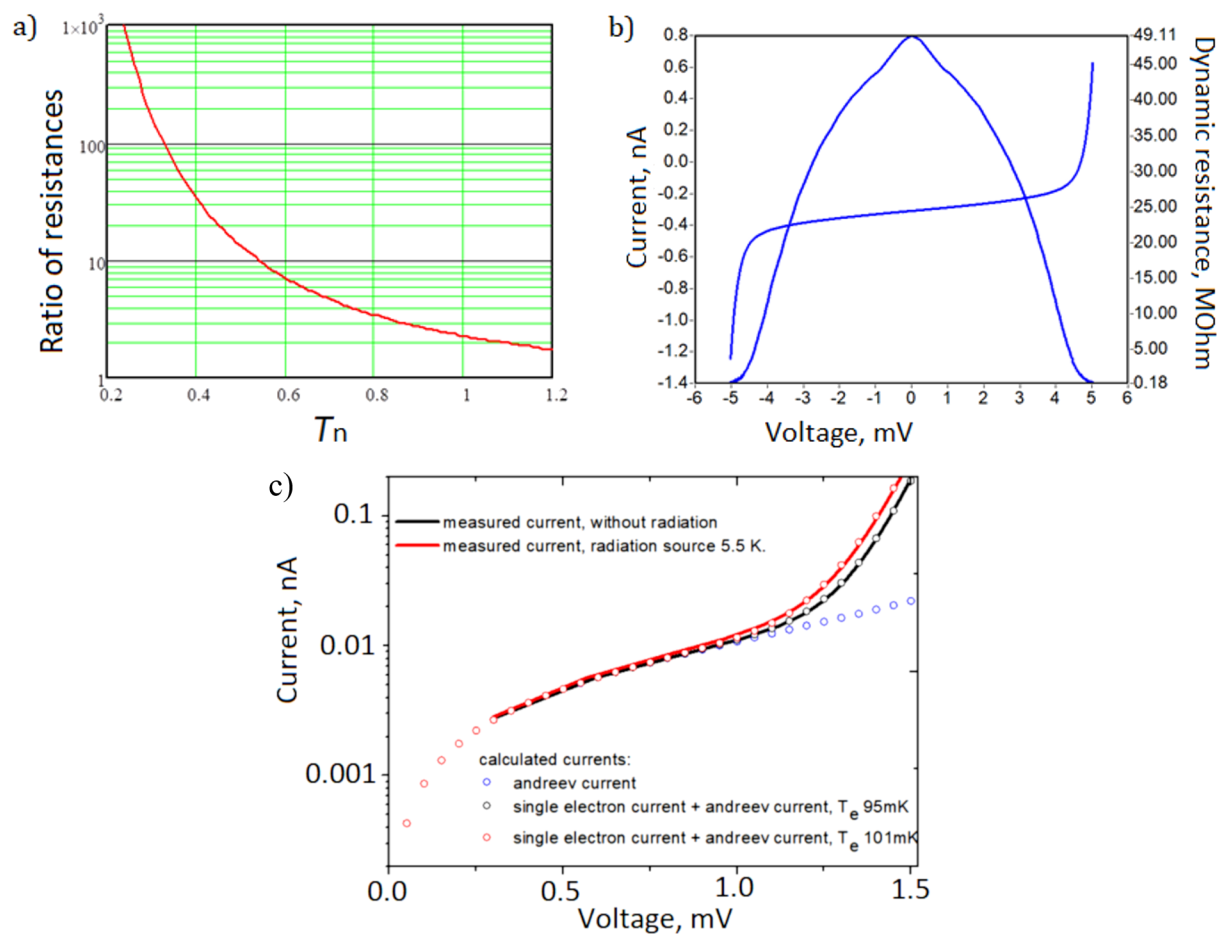 a)
Ratio of resistances
1×10³
100
10
1
0.2 0.4 0.6 0.8 1 1.2
Tn
b)
Current, nA
0.8
0.6
0.4
0.2
0.0
-0.2
-0.4
-0.6
-0.8
-1.0
-1.2
-1.4
-6 -5 -4 -3 -2 -1 0 1 2 3 4 5 6
Voltage, mV
49.11
45.00
40.00
35.00
30.00
25.00
20.00
15.00
10.00
5.00
0.18
Dynamic resistance, MOhm
c)
Current, nA
0.1
0.01
0.001
measured current, without radiation
measured current, radiation source 5.5 K.
calculated currents:
andreev current
single electron current + andreev current, Te 95mK
single electron current + andreev current, Te 101mK
0.0 0.5 1.0 1.5
Voltage, mV